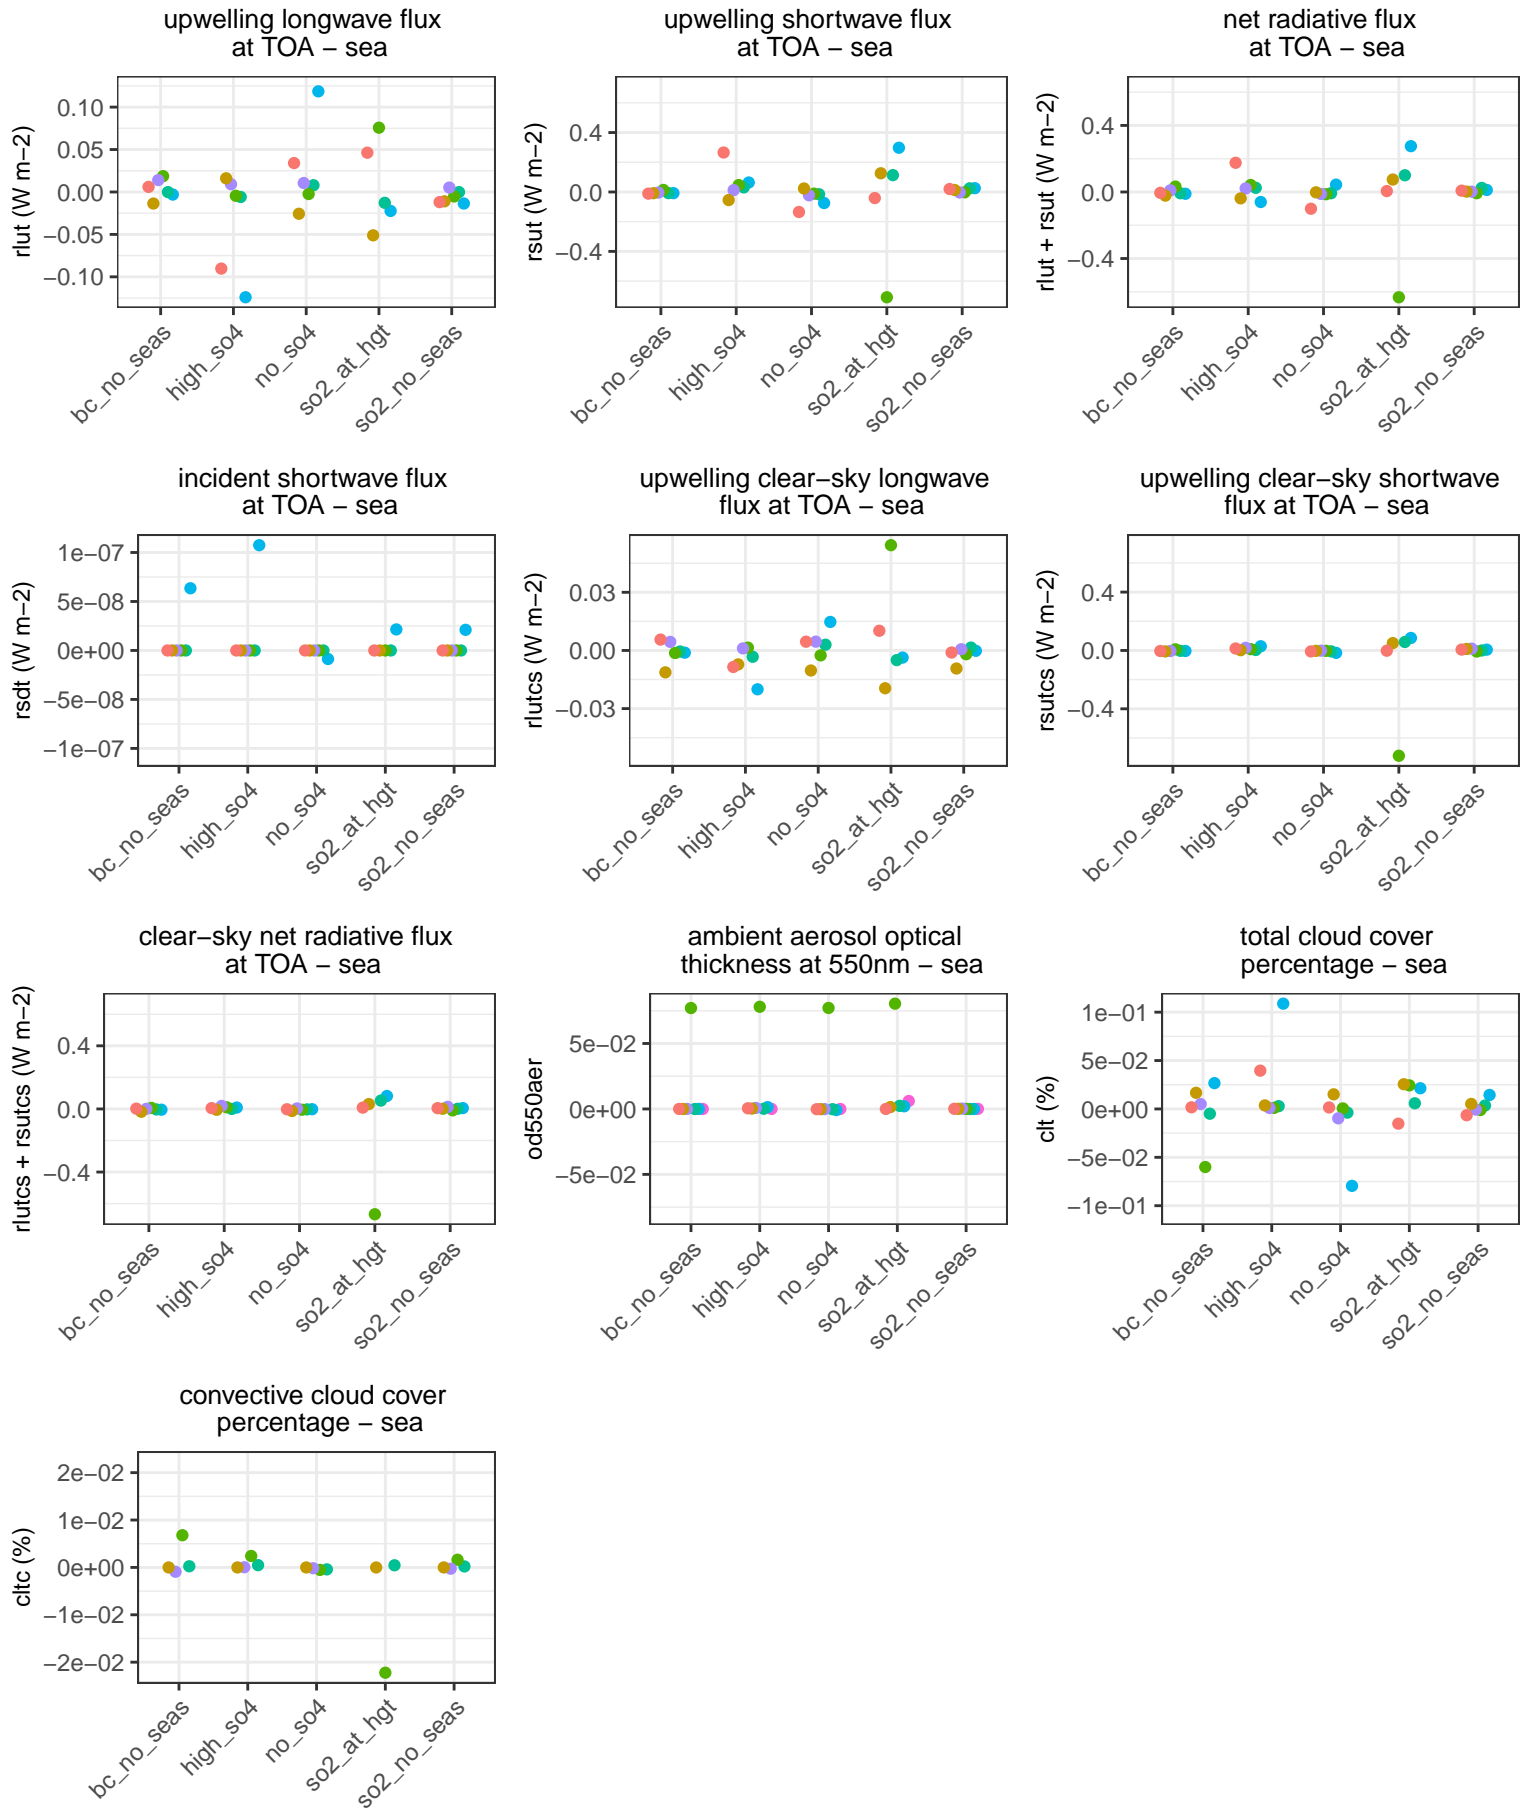 upwelling longwave flux
at TOA − sea
rlut (W m−2)
0.10
0.05
0.00
−0.05
−0.10
bc_no_seas
high_so4
no_so4
so2_at_hgt
so2_no_seas
upwelling shortwave flux
at TOA − sea
rsut (W m−2)
0.4
0.0
−0.4
bc_no_seas
high_so4
no_so4
so2_at_hgt
so2_no_seas
net radiative flux
at TOA − sea
rlut + rsut (W m−2)
0.4
0.0
−0.4
bc_no_seas
high_so4
no_so4
so2_at_hgt
so2_no_seas
incident shortwave flux
at TOA − sea
rsdt (W m−2)
1e−07
5e−08
0e+00
−5e−08
−1e−07
bc_no_seas
high_so4
no_so4
so2_at_hgt
so2_no_seas
upwelling clear−sky longwave
flux at TOA − sea
rlutcs (W m−2)
0.03
0.00
−0.03
bc_no_seas
high_so4
no_so4
so2_at_hgt
so2_no_seas
upwelling clear−sky shortwave
flux at TOA − sea
rsutcs (W m−2)
0.4
0.0
−0.4
bc_no_seas
high_so4
no_so4
so2_at_hgt
so2_no_seas
clear−sky net radiative flux
at TOA − sea
rlutcs + rsutcs (W m−2)
0.4
0.0
−0.4
bc_no_seas
high_so4
no_so4
so2_at_hgt
so2_no_seas
ambient aerosol optical
thickness at 550nm − sea
od550aer
5e−02
0e+00
−5e−02
bc_no_seas
high_so4
no_so4
so2_at_hgt
so2_no_seas
total cloud cover
percentage − sea
clt (%)
1e−01
5e−02
0e+00
−5e−02
−1e−01
bc_no_seas
high_so4
no_so4
so2_at_hgt
so2_no_seas
convective cloud cover
percentage − sea
cltc (%)
2e−02
1e−02
0e+00
−1e−02
−2e−02
bc_no_seas
high_so4
no_so4
so2_at_hgt
so2_no_seas